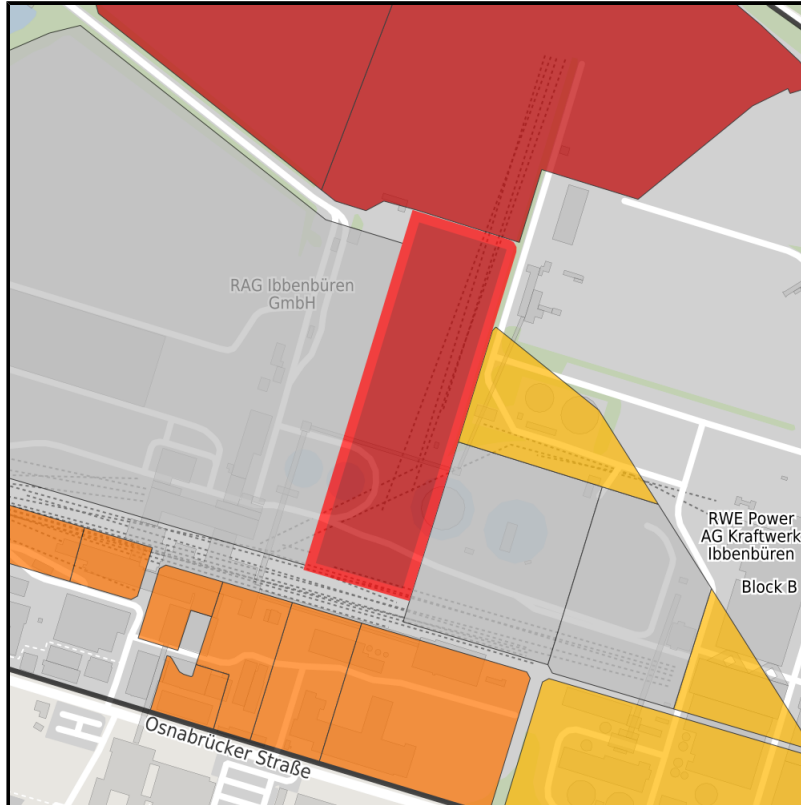 RAG Ibbenbüren
GmbH
RWE Power
AG Kraftwerk
Ibbenbüren
Block B
Osnabrücker Straße